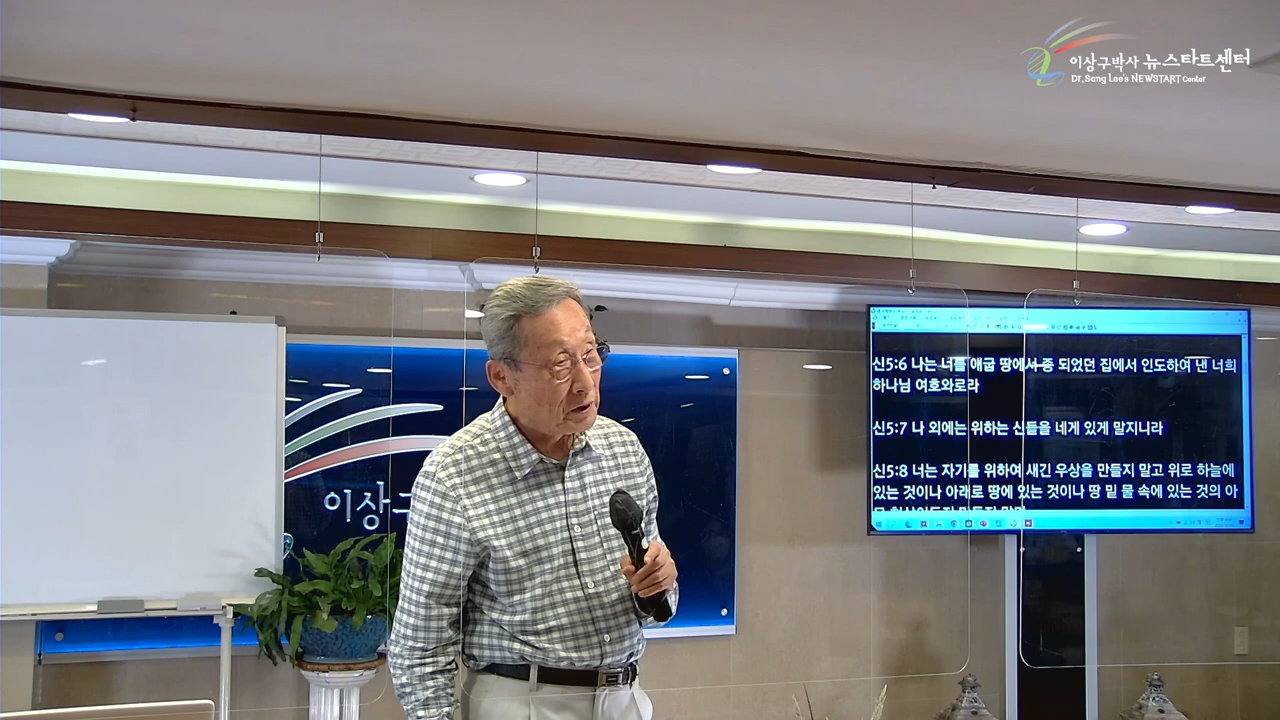 이상구박사 뉴스타트센터
Dr. Sang Lee's NEWSTART Center
이상구
신5:6 나는 너를 애굽 땅에서 종 되었던 집에서 인도하여 낸 너희
하나님 여호와로라
신5:7 나 외에는 위하는 신들을 네게 있게 말지니라
신5:8 너는 자기를 위하여 새긴 우상을 만들지 말고 위로 하늘에
있는 것이나 아래로 땅에 있는 것이나 땅 밑 물 속에 있는 것의 아